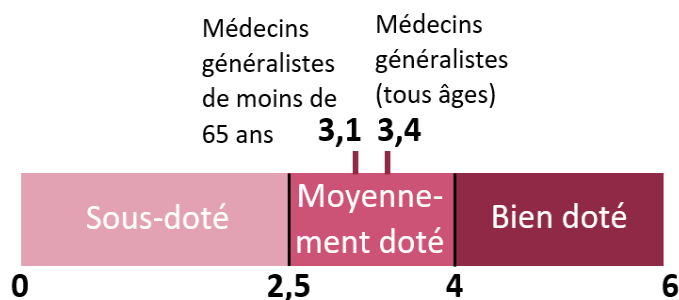 Médecins
généralistes
de moins de
65 ans
3,1
Médecins
généralistes
(tous âges)
3,4
Sous-doté
Moyenne-
ment doté
Bien doté
0
2,5
4
6